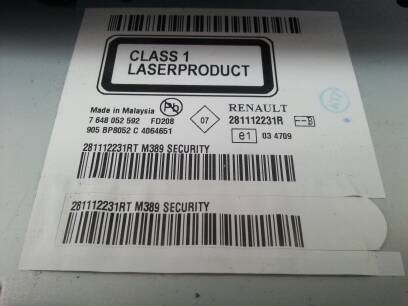 CLASS 1
LASERPRODUCT
Made in Malaysia Pb RENAULT
7 648 052 592 FD208 07 281112231R
905 BP8052 C 4064651 e1 03 4709
281112231RT M389 SECURITY
281112231RT M389 SECURITY